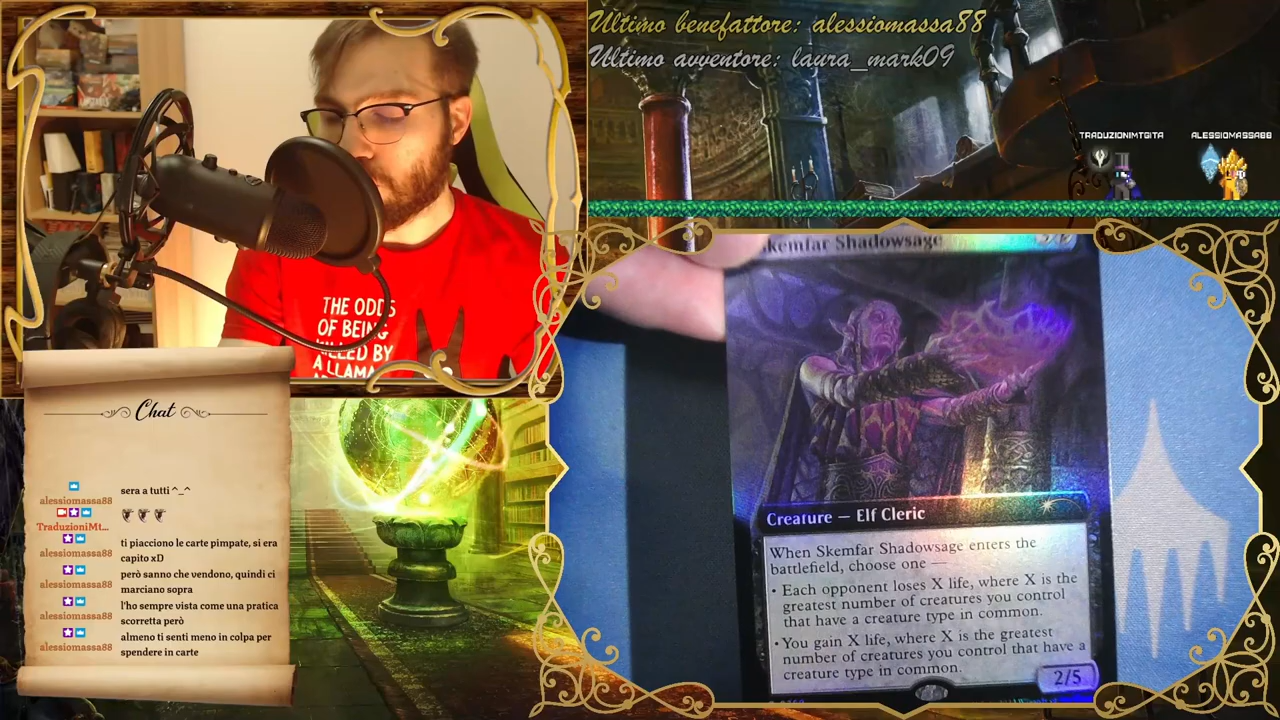 Ultimo benefattore: alessiomassa88
Ultimo avventore: laura_mark09
TRADUZIONIMTGITA
ALESSIOMASSA88
THE ODDS
OF BEING
KILLED BY
A LLAMA
Skemfar Shadowsage
Creature — Elf Cleric
When Skemfar Shadowsage enters the
battlefield, choose one —
• Each opponent loses X life, where X is the
greatest number of creatures you control
that have a creature type in common.
• You gain X life, where X is the greatest
number of creatures you control that have a
creature type in common.
2/5
Chat
alessiomassa88
sera a tutti ^_^
TraduzioniMt...
alessiomassa88
ti piacciono le carte pimpate, si era
capito xD
alessiomassa88
però sanno che vendono, quindi ci
marciano sopra
alessiomassa88
l'ho sempre vista come una pratica
scorretta però
alessiomassa88
almeno ti senti meno in colpa per
spendere in carte